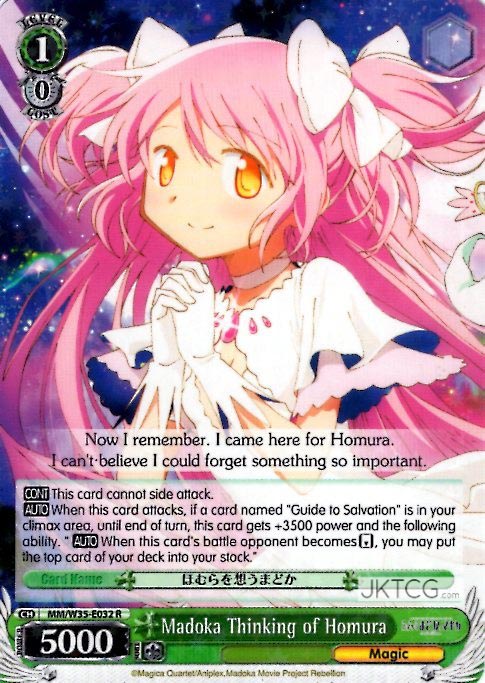 LEVEL
1
0
COST
Now I remember. I came here for Homura.
I can't believe I could forget something so important.
CONT This card cannot side attack.
AUTO When this card attacks, if a card named "Guide to Salvation" is in your
climax area, until end of turn, this card gets +3500 power and the following
ability. " AUTO When this card's battle opponent becomes [ ], you may put
the top card of your deck into your stock."
Card Name
ほむらを想うまどか
JKTCG.com
CH MM/W35-E032 R
POWER
5000
Madoka Thinking of Homura
Magic
©Magica Quartet/Aniplex,Madoka Movie Project Rebellion